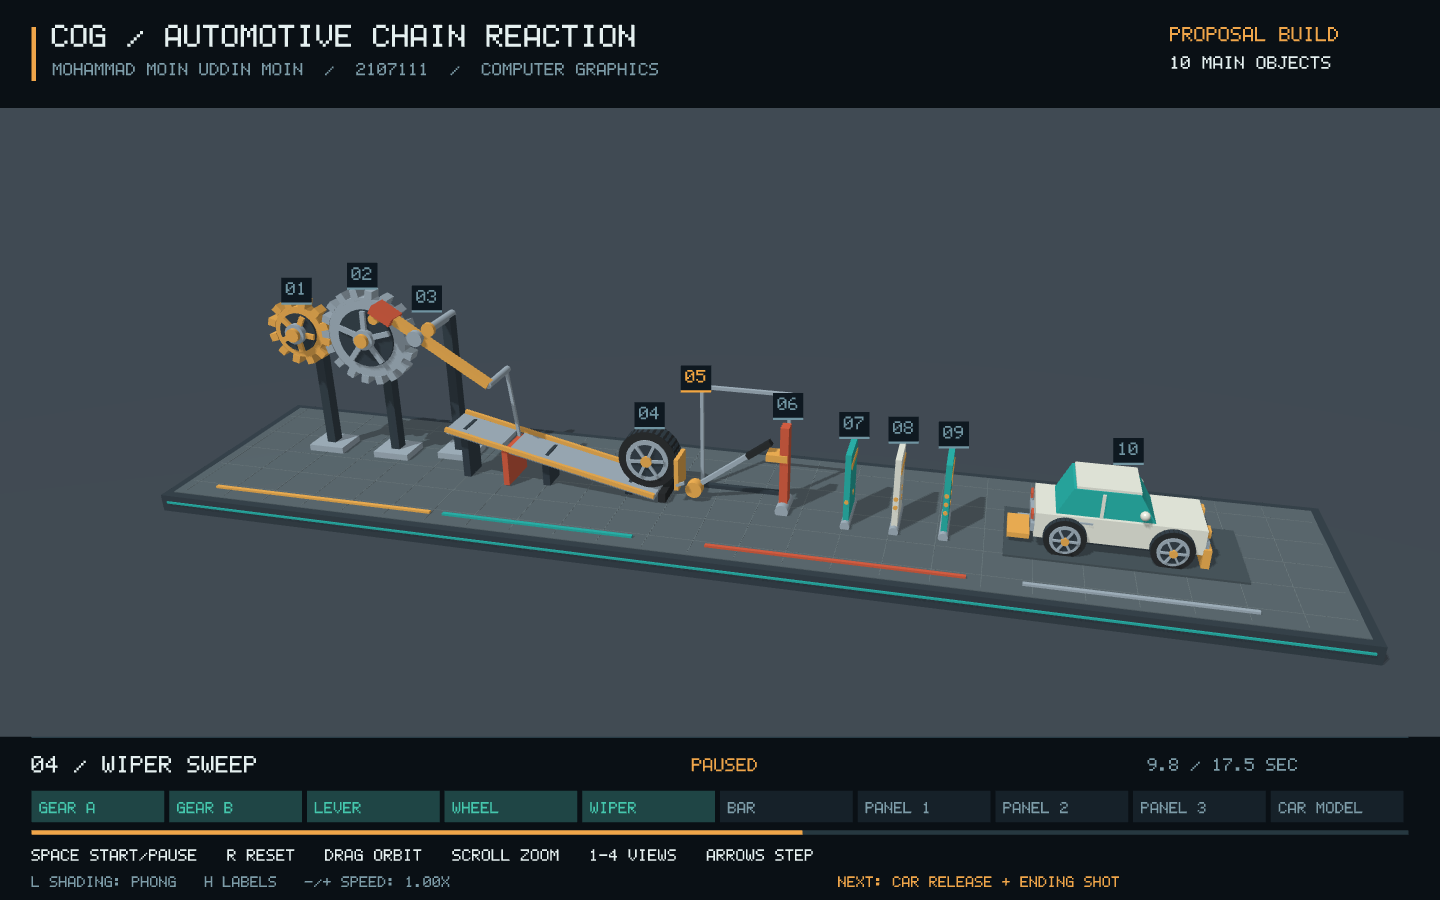 COG / AUTOMOTIVE CHAIN REACTION
MOHAMMAD MOIN UDDIN MOIN / 2107111 / COMPUTER GRAPHICS
PROPOSAL BUILD
10 MAIN OBJECTS
01
02
03
04
05
06
07
08
09
10
04 / WIPER SWEEP
PAUSED
9.8 / 17.5 SEC
GEAR A
GEAR B
LEVER
WHEEL
WIPER
BAR
PANEL 1
PANEL 2
PANEL 3
CAR MODEL
SPACE START/PAUSE R RESET DRAG ORBIT SCROLL ZOOM 1-4 VIEWS ARROWS STEP
L SHADING: PHONG H LABELS -/+ SPEED: 1.00X
NEXT: CAR RELEASE + ENDING SHOT